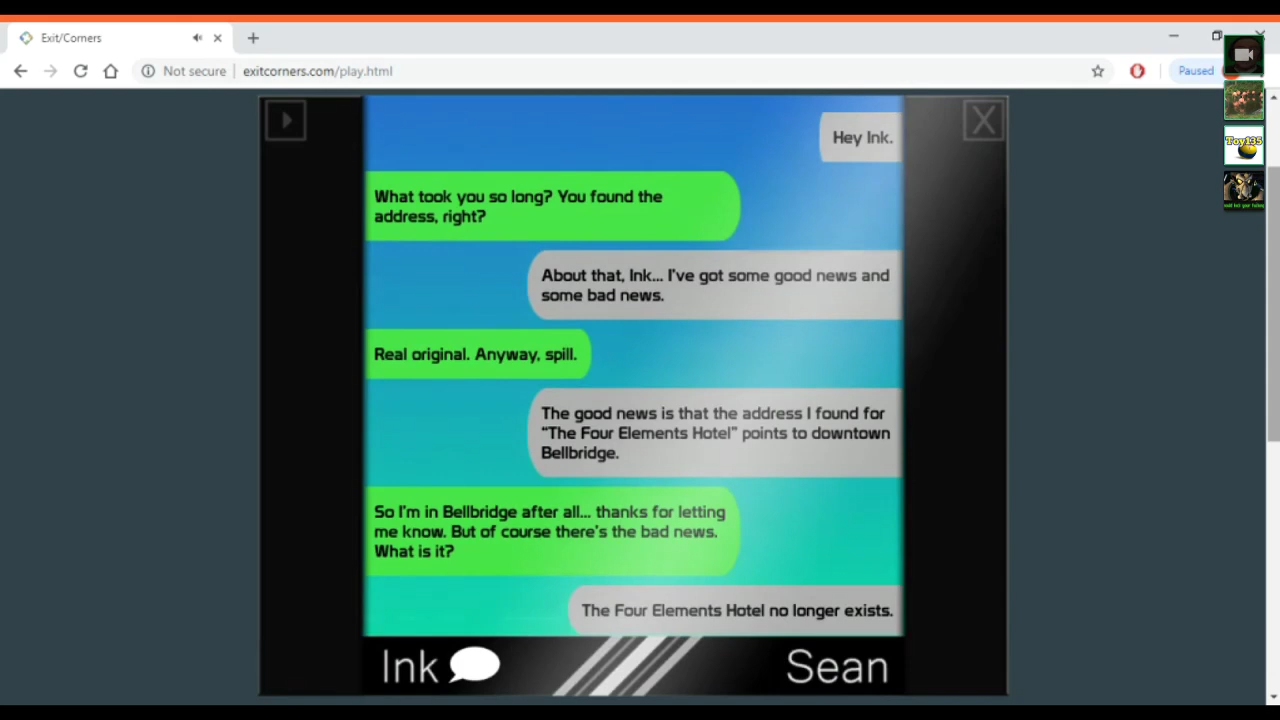 Exit/Corners
Not secure
exitcorners.com/play.html
Paused
Toy135
Hey Ink.
What took you so long? You found the
address, right?
About that, Ink... I've got some good news and
some bad news.
Real original. Anyway, spill.
The good news is that the address I found for
"The Four Elements Hotel" points to downtown
Bellbridge.
So I'm in Bellbridge after all... thanks for letting
me know. But of course there's the bad news.
What is it?
The Four Elements Hotel no longer exists.
Ink
Sean